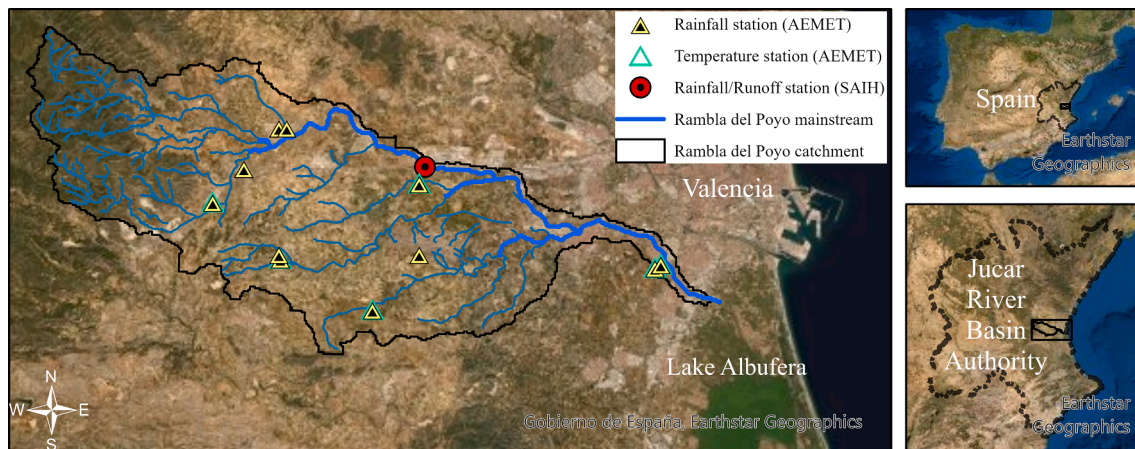 Rainfall station (AEMET)
Temperature station (AEMET)
Rainfall/Runoff station (SAIH)
Rambla del Poyo mainstream
Rambla del Poyo catchment
Valencia
Lake Albufera
Gobierno de España, Earthstar Geographics
N
W
E
S
Spain
Earthstar
Geographics
Jucar
River
Basin
Authority
Earthstar
Geographics